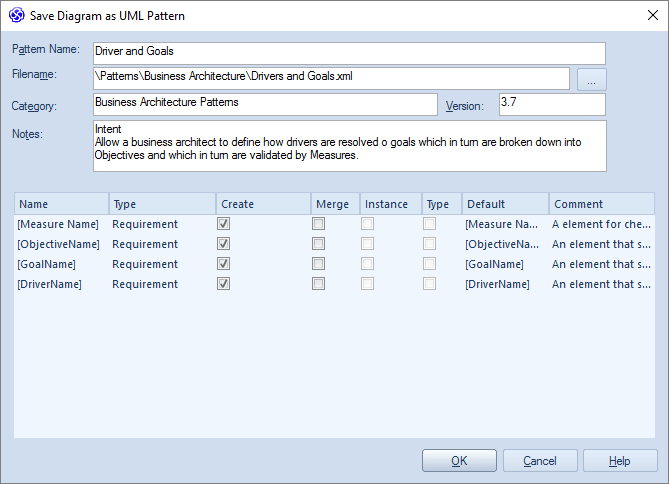 Save Diagram as UML Pattern
Pattern Name: Driver and Goals
Filename: \Patterns\Business Architecture\Drivers and Goals.xml ...
Category: Business Architecture Patterns Version: 3.7
Notes: Intent
Allow a business architect to define how drivers are resolved o goals which in turn are broken down into
Objectives and which in turn are validated by Measures.
Name Type Create Merge Instance Type Default Comment
[Measure Name] Requirement [Measure Na... A element for che...
[ObjectiveName] Requirement [ObjectiveNa... An element that s...
[GoalName] Requirement [GoalName] An element that s...
[DriverName] Requirement [DriverName] An element that s...
OK Cancel Help